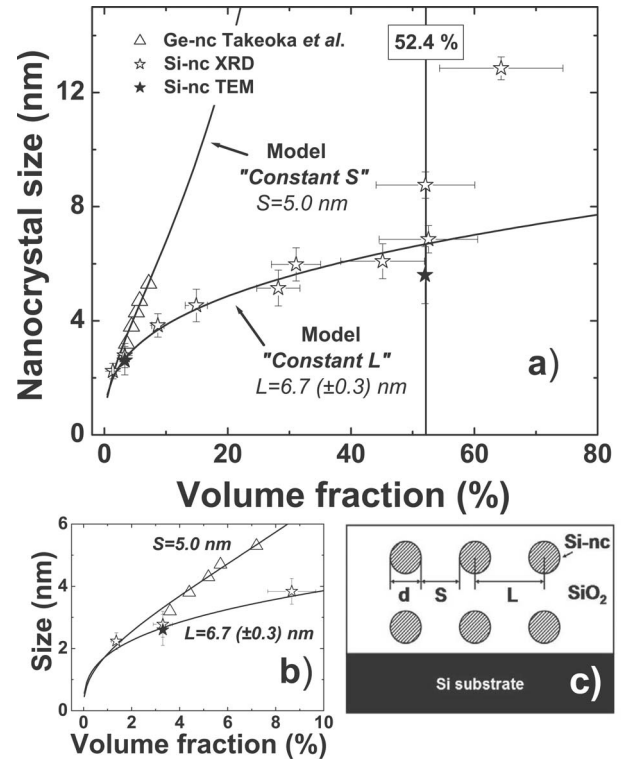 Nanocrystal size (nm)
12
8
4
0
△ Ge-nc Takeoka et al.
☆ Si-nc XRD
★ Si-nc TEM
52.4 %
Model
"Constant S"
S=5.0 nm
Model
"Constant L"
L=6.7 (±0.3) nm
a)
0 20 40 60 80
Volume fraction (%)
Size (nm)
6
4
2
0
S=5.0 nm
L=6.7 (±0.3) nm
b)
0 2 4 6 8 10
Volume fraction (%)
Si-nc
d S L
SiO2
Si substrate
c)